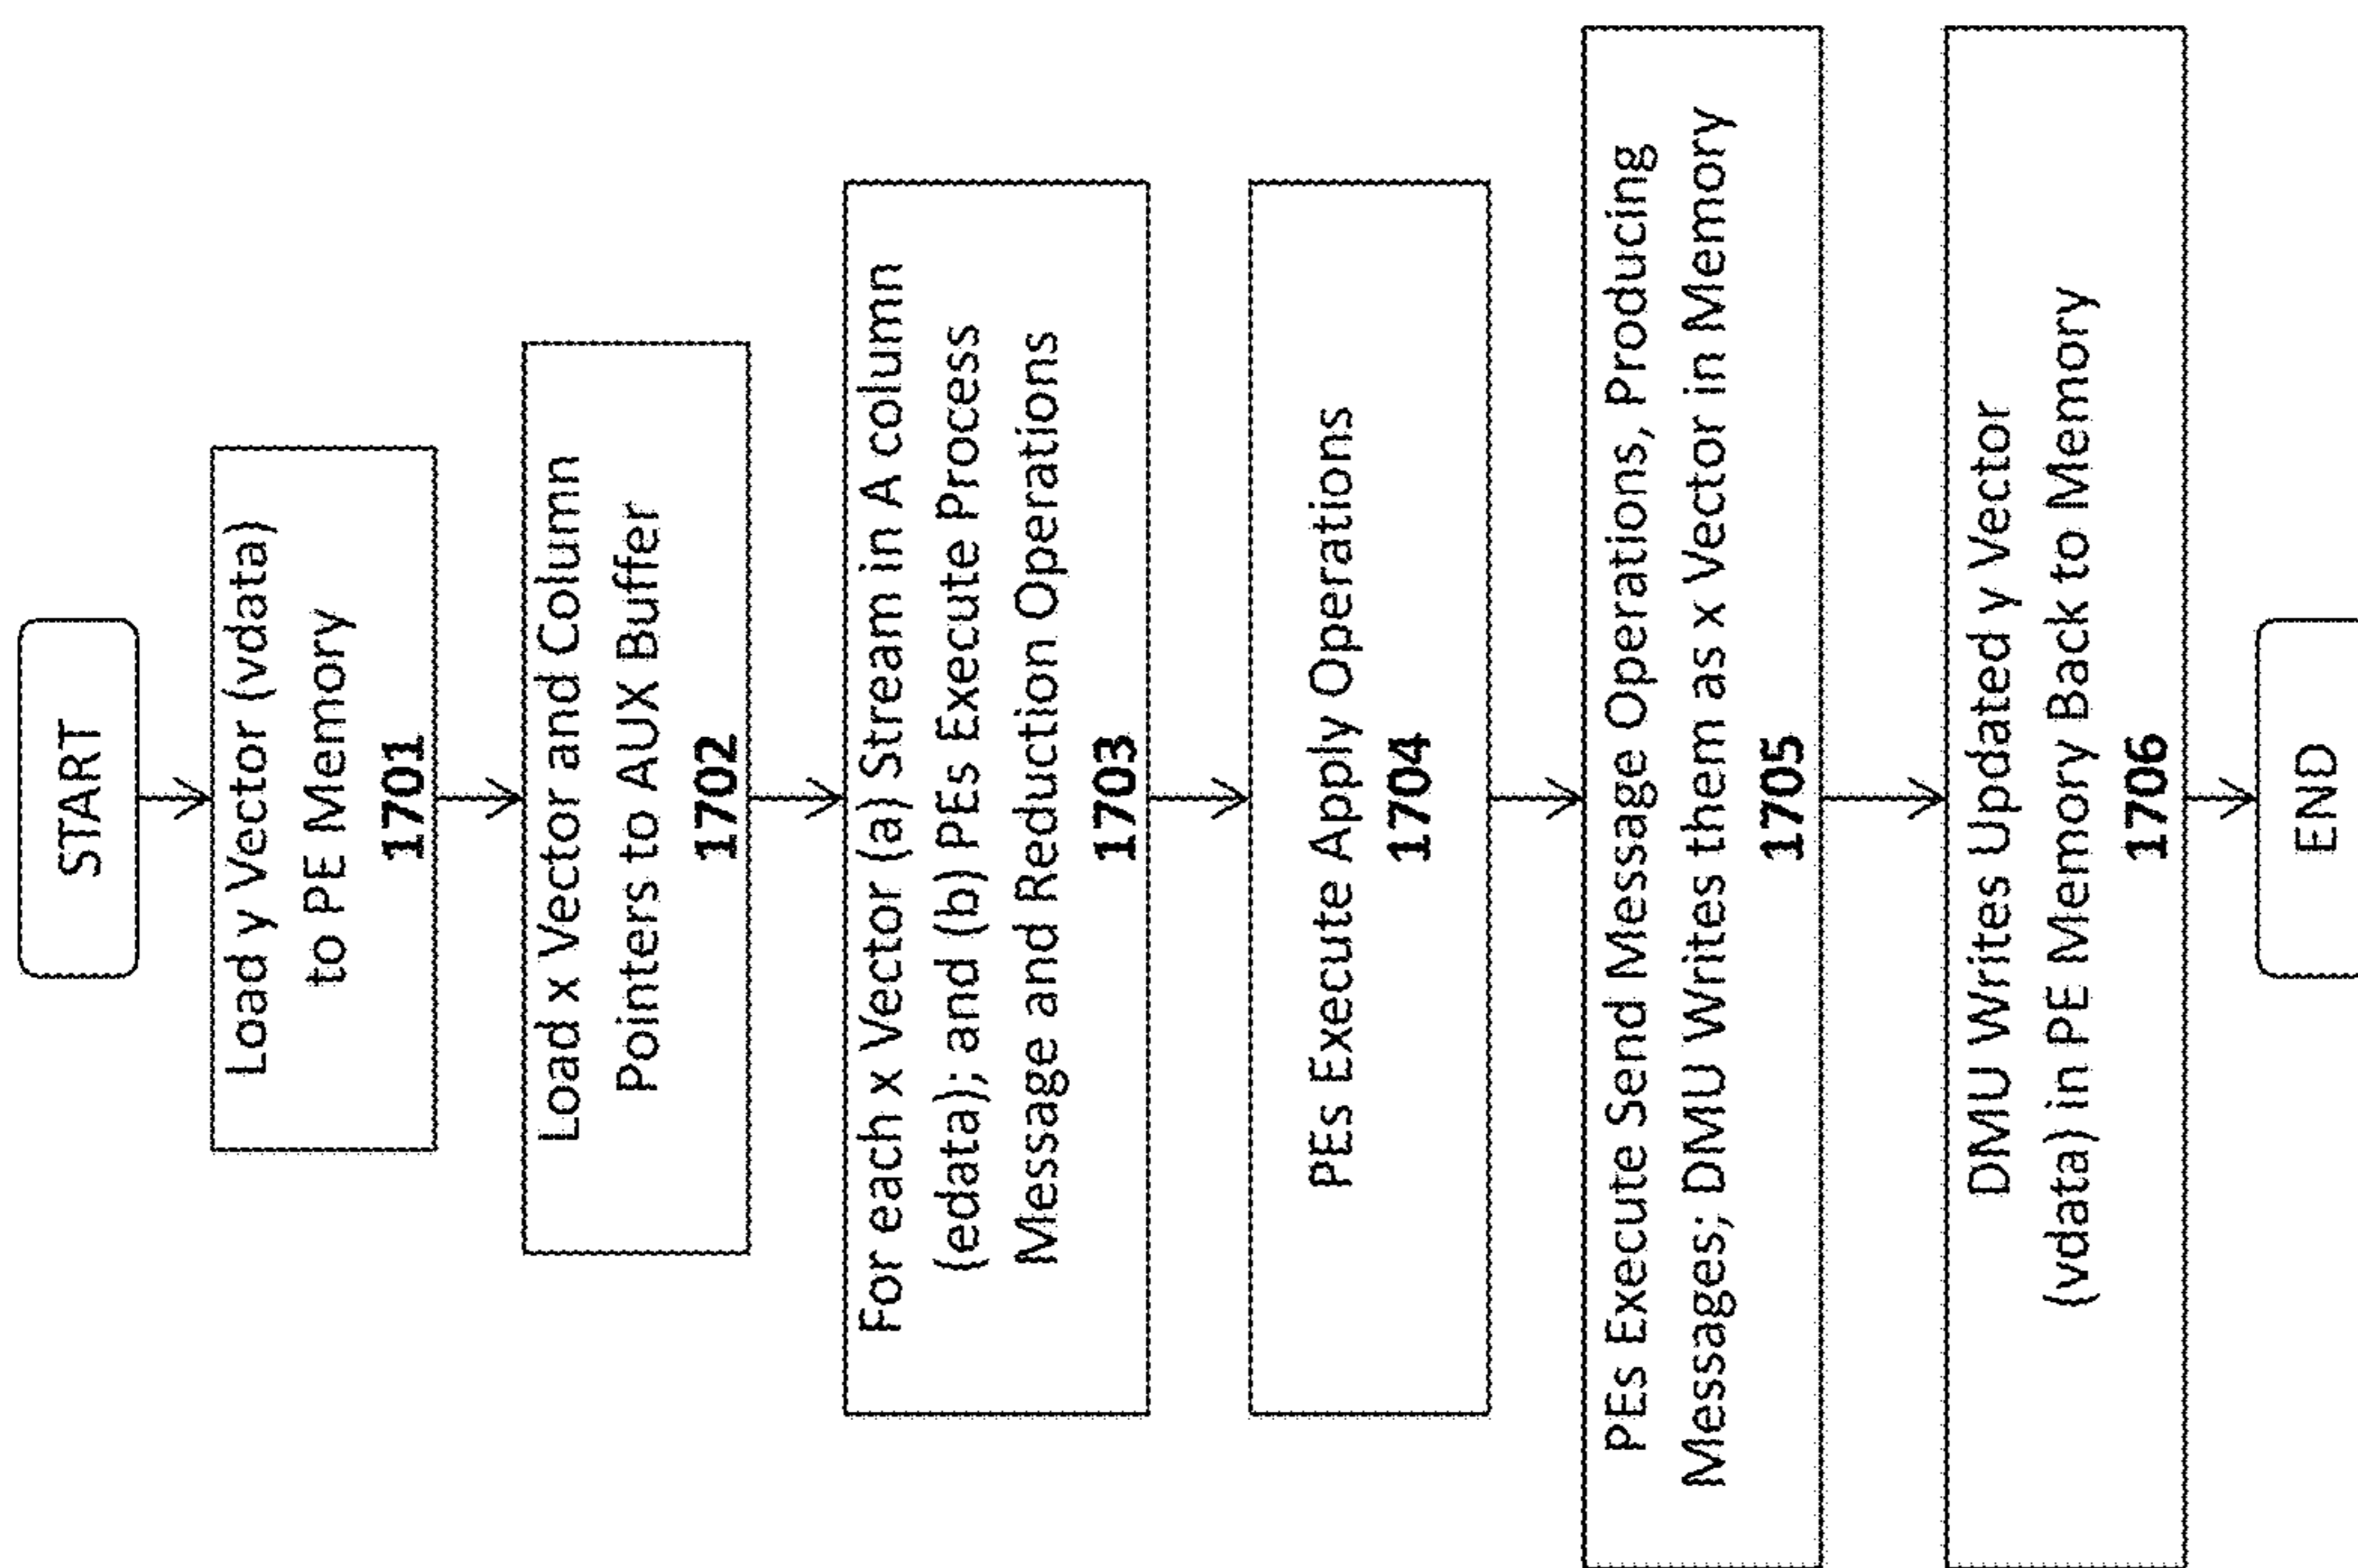 START
Load y Vector (vdata)
to PE Memory
1701
Load x Vector and Column
Pointers to AUX Buffer
1702
For each x Vector (a) Stream in A column
(edata); and (b) PEs Execute Process
Message and Reduction Operations
1703
PEs Execute Apply Operations
1704
PEs Execute Send Message Operations, Producing
Messages; DMU Writes them as x Vector in Memory
1705
DMU Writes Updated y Vector
(vdata) in PE Memory Back to Memory
1706
END